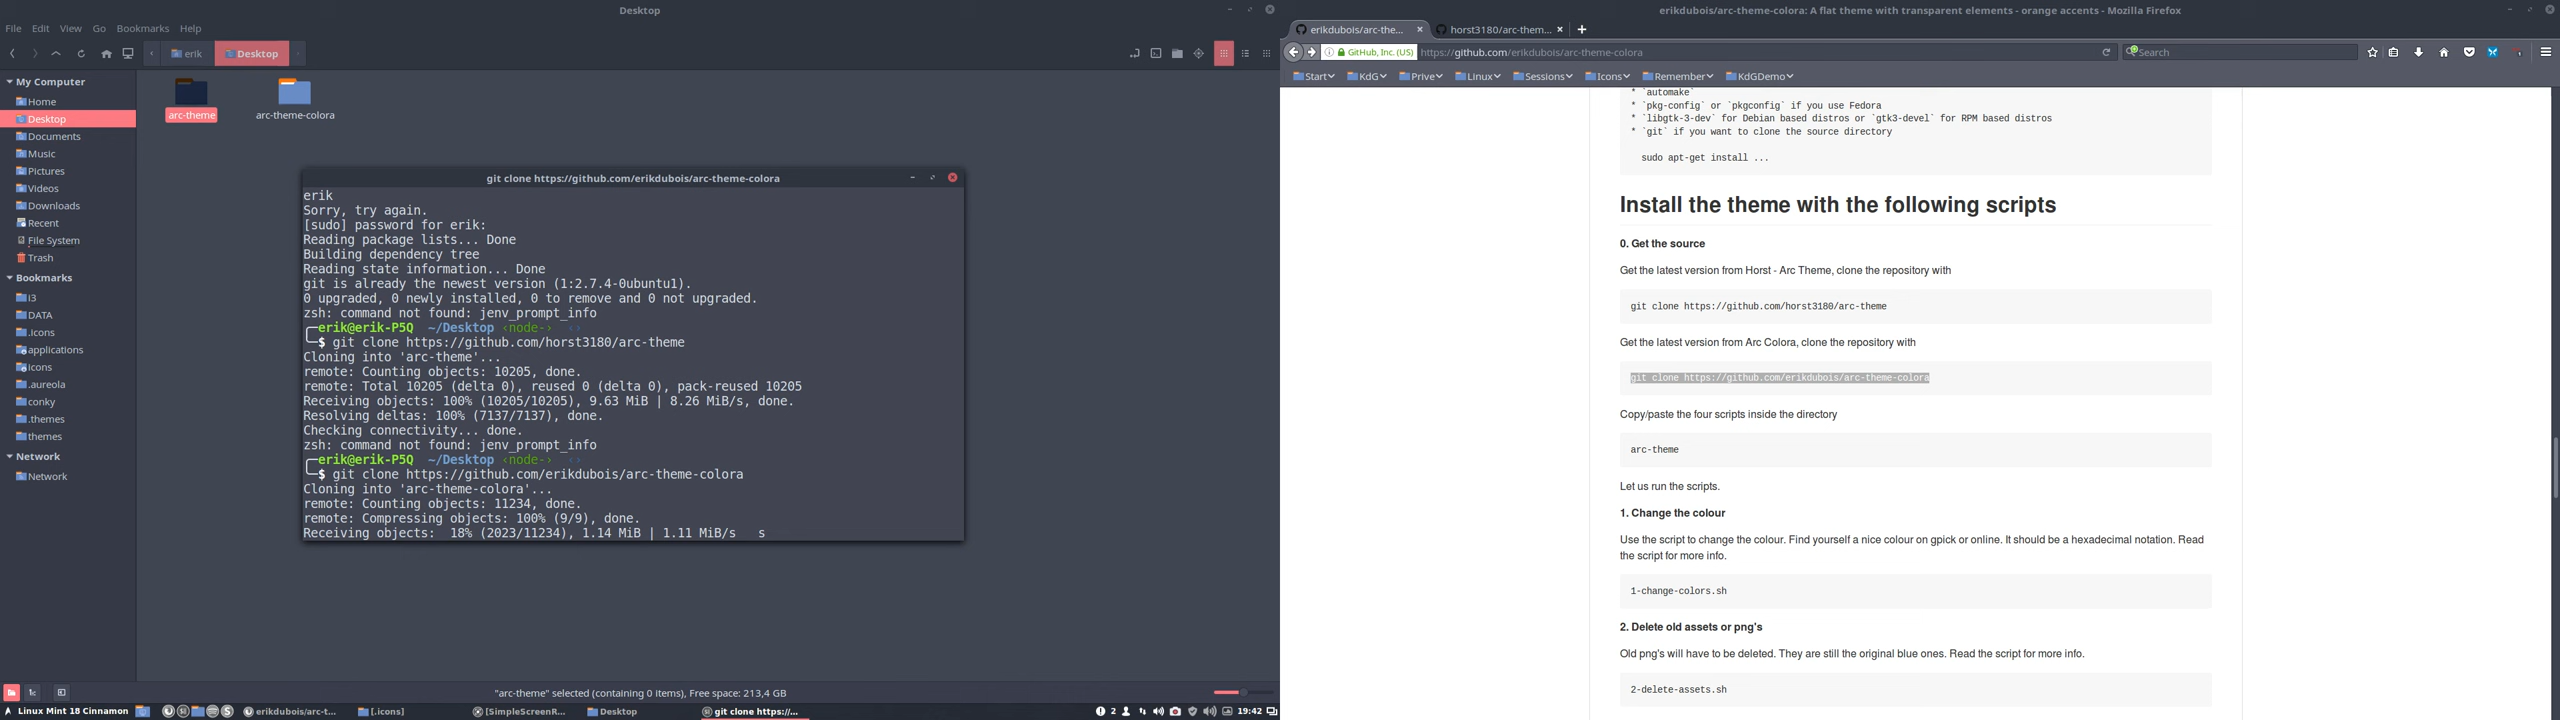 Desktop
File Edit View Go Bookmarks Help
erik Desktop
My Computer
Home
Desktop
Documents
Music
Pictures
Videos
Downloads
Recent
File System
Trash
Bookmarks
i3
DATA
.icons
applications
icons
.aureola
conky
.themes
themes
Network
Network
arc-theme
arc-theme-colora
git clone https://github.com/erikdubois/arc-theme-colora
erik
Sorry, try again.
[sudo] password for erik:
Reading package lists... Done
Building dependency tree
Reading state information... Done
git is already the newest version (1:2.7.4-0ubuntu1).
0 upgraded, 0 newly installed, 0 to remove and 0 not upgraded.
zsh: command not found: jenv_prompt_info
erik@erik-P5Q ~/Desktop ‹node-› ‹›
$ git clone https://github.com/horst3180/arc-theme
Cloning into 'arc-theme'...
remote: Counting objects: 10205, done.
remote: Total 10205 (delta 0), reused 0 (delta 0), pack-reused 10205
Receiving objects: 100% (10205/10205), 9.63 MiB | 8.26 MiB/s, done.
Resolving deltas: 100% (7137/7137), done.
Checking connectivity... done.
zsh: command not found: jenv_prompt_info
erik@erik-P5Q ~/Desktop ‹node-› ‹›
$ git clone https://github.com/erikdubois/arc-theme-colora
Cloning into 'arc-theme-colora'...
remote: Counting objects: 11234, done.
remote: Compressing objects: 100% (9/9), done.
Receiving objects:  18% (2023/11234), 1.14 MiB | 1.11 MiB/s   s
"arc-theme" selected (containing 0 items), Free space: 213,4 GB
Linux Mint 18 Cinnamon erikdubois/arc-t... [.icons] [SimpleScreenR... Desktop git clone https://... 2 19:42
erikdubois/arc-theme-colora: A flat theme with transparent elements - orange accents - Mozilla Firefox
erikdubois/arc-the... horst3180/arc-them...
GitHub, Inc. (US) https://github.com/erikdubois/arc-theme-colora Search
Start KdG Prive Linux Sessions Icons Remember KdGDemo
* `automake`
* `pkg-config` or `pkgconfig` if you use Fedora
* `libgtk-3-dev` for Debian based distros or `gtk3-devel` for RPM based distros
* `git` if you want to clone the source directory
sudo apt-get install ...
Install the theme with the following scripts
0. Get the source
Get the latest version from Horst - Arc Theme, clone the repository with
git clone https://github.com/horst3180/arc-theme
Get the latest version from Arc Colora, clone the repository with
git clone https://github.com/erikdubois/arc-theme-colora
Copy/paste the four scripts inside the directory
arc-theme
Let us run the scripts.
1. Change the colour
Use the script to change the colour. Find yourself a nice colour on gpick or online. It should be a hexadecimal notation. Read
the script for more info.
1-change-colors.sh
2. Delete old assets or png's
Old png's will have to be deleted. They are still the original blue ones. Read the script for more info.
2-delete-assets.sh